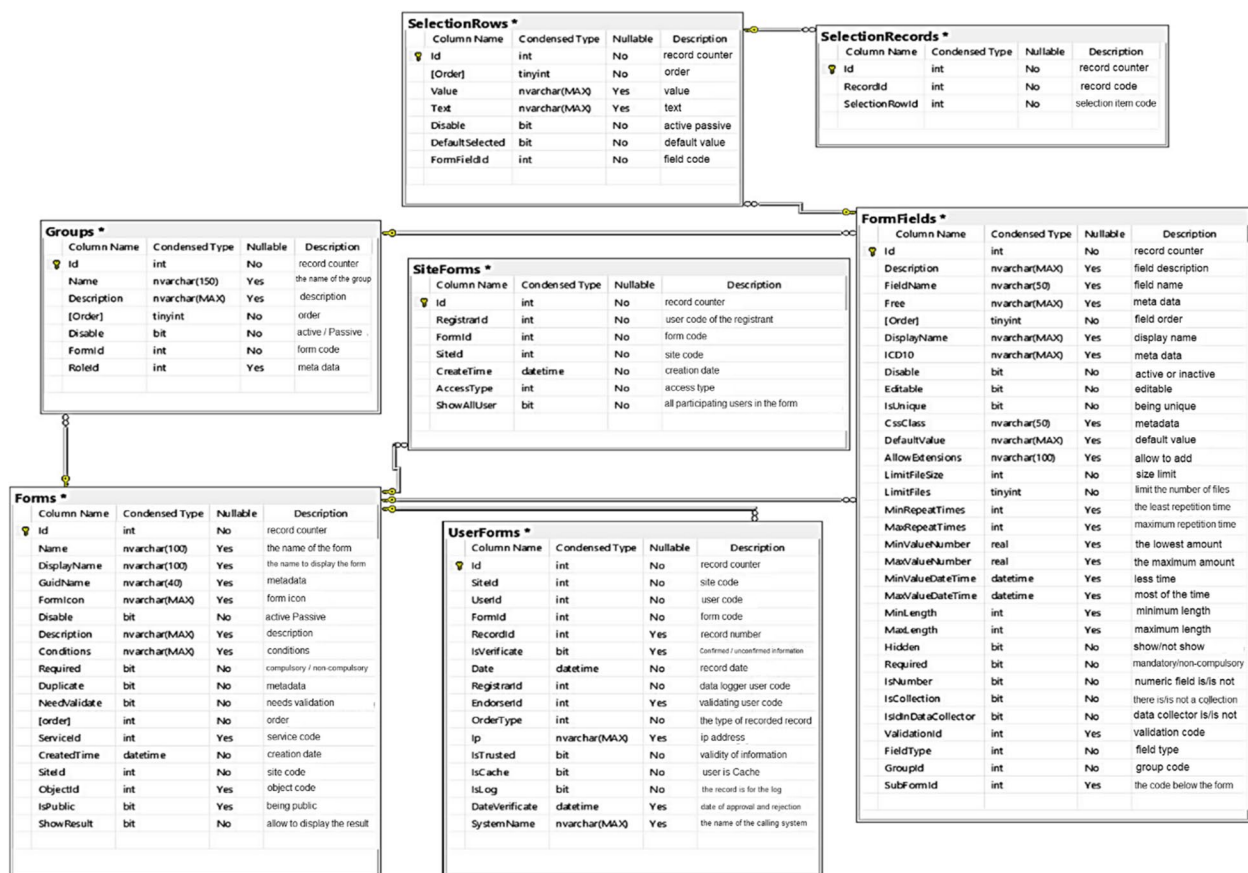 SelectionRows *
Column Name Condensed Type Nullable Description
Id int No record counter
[Order] tinyint No order
Value nvarchar(MAX) Yes value
Text nvarchar(MAX) Yes text
Disable bit No active passive
DefaultSelected bit No default value
FormFieldId int No field code
SelectionRecords *
Column Name Condensed Type Nullable Description
Id int No record counter
RecordId int No record code
SelectionRowId int No selection item code
Groups *
Column Name Condensed Type Nullable Description
Id int No record counter
Name nvarchar(150) Yes the name of the group
Description nvarchar(MAX) Yes description
[Order] tinyint No order
Disable bit No active / Passive .
FormId int No form code
RoleId int Yes meta data
SiteForms *
Column Name Condensed Type Nullable Description
Id int No record counter
RegistrarId int No user code of the registrant
FormId int No form code
SiteId int No site code
CreateTime datetime No creation date
AccessType int No access type
ShowAllUser bit No all participating users in the form
FormFields *
Column Name Condensed Type Nullable Description
Id int No record counter
Description nvarchar(MAX) Yes field description
FieldName nvarchar(50) Yes field name
Free nvarchar(MAX) Yes meta data
[Order] tinyint No field order
DisplayName nvarchar(MAX) Yes display name
ICD10 nvarchar(MAX) Yes meta data
Disable bit No active or inactive
Editable bit No editable
IsUnique bit No being unique
CssClass nvarchar(50) Yes metadata
DefaultValue nvarchar(MAX) Yes default value
AllowExtensions nvarchar(100) Yes allow to add
LimitFileSize int No size limit
LimitFiles tinyint No limit the number of files
MinRepeatTimes int Yes the least repetition time
MaxRepeatTimes int Yes maximum repetition time
MinValueNumber real Yes the lowest amount
MaxValueNumber real Yes the maximum amount
MinValueDateTime datetime Yes less time
MaxValueDateTime datetime Yes most of the time
MinLength int Yes minimum length
MaxLength int Yes maximum length
Hidden bit No show/not show
Required bit No mandatory/non-compulsory
IsNumber bit No numeric field is/is not
IsCollection bit No there is/is not a collection
IsIdInDataCollector bit No data collector is/is not
ValidationId int Yes validation code
FieldType int No field type
GroupId int No group code
SubFormId int Yes the code below the form
Forms *
Column Name Condensed Type Nullable Description
Id int No record counter
Name nvarchar(100) Yes the name of the form
DisplayName nvarchar(100) Yes the name to display the form
GuidName nvarchar(40) Yes metadata
FormIcon nvarchar(MAX) Yes form icon
Disable bit No active Passive
Description nvarchar(MAX) Yes description
Conditions nvarchar(MAX) Yes conditions
Required bit No compulsory / non-compulsory
Duplicate bit No metadata
NeedValidate bit No needs validation
[order] int No order
ServiceId int Yes service code
CreatedTime datetime No creation date
SiteId int No site code
ObjectId int Yes object code
IsPublic bit Yes being public
ShowResult bit No allow to display the result
UserForms *
Column Name Condensed Type Nullable Description
Id int No record counter
SiteId int No site code
UserId int No user code
FormId int No form code
RecordId int Yes record number
IsVerificate bit Yes Confirmed / unconfirmed information
Date datetime No record date
RegistrarId int No data logger user code
EndorserId int Yes validating user code
OrderType int No the type of recorded record
Ip nvarchar(MAX) Yes ip address
IsTrusted bit No validity of information
IsCache bit No user is Cache
IsLog bit No the record is for the log
DateVerificate datetime Yes date of approval and rejection
SystemName nvarchar(MAX) Yes the name of the calling system